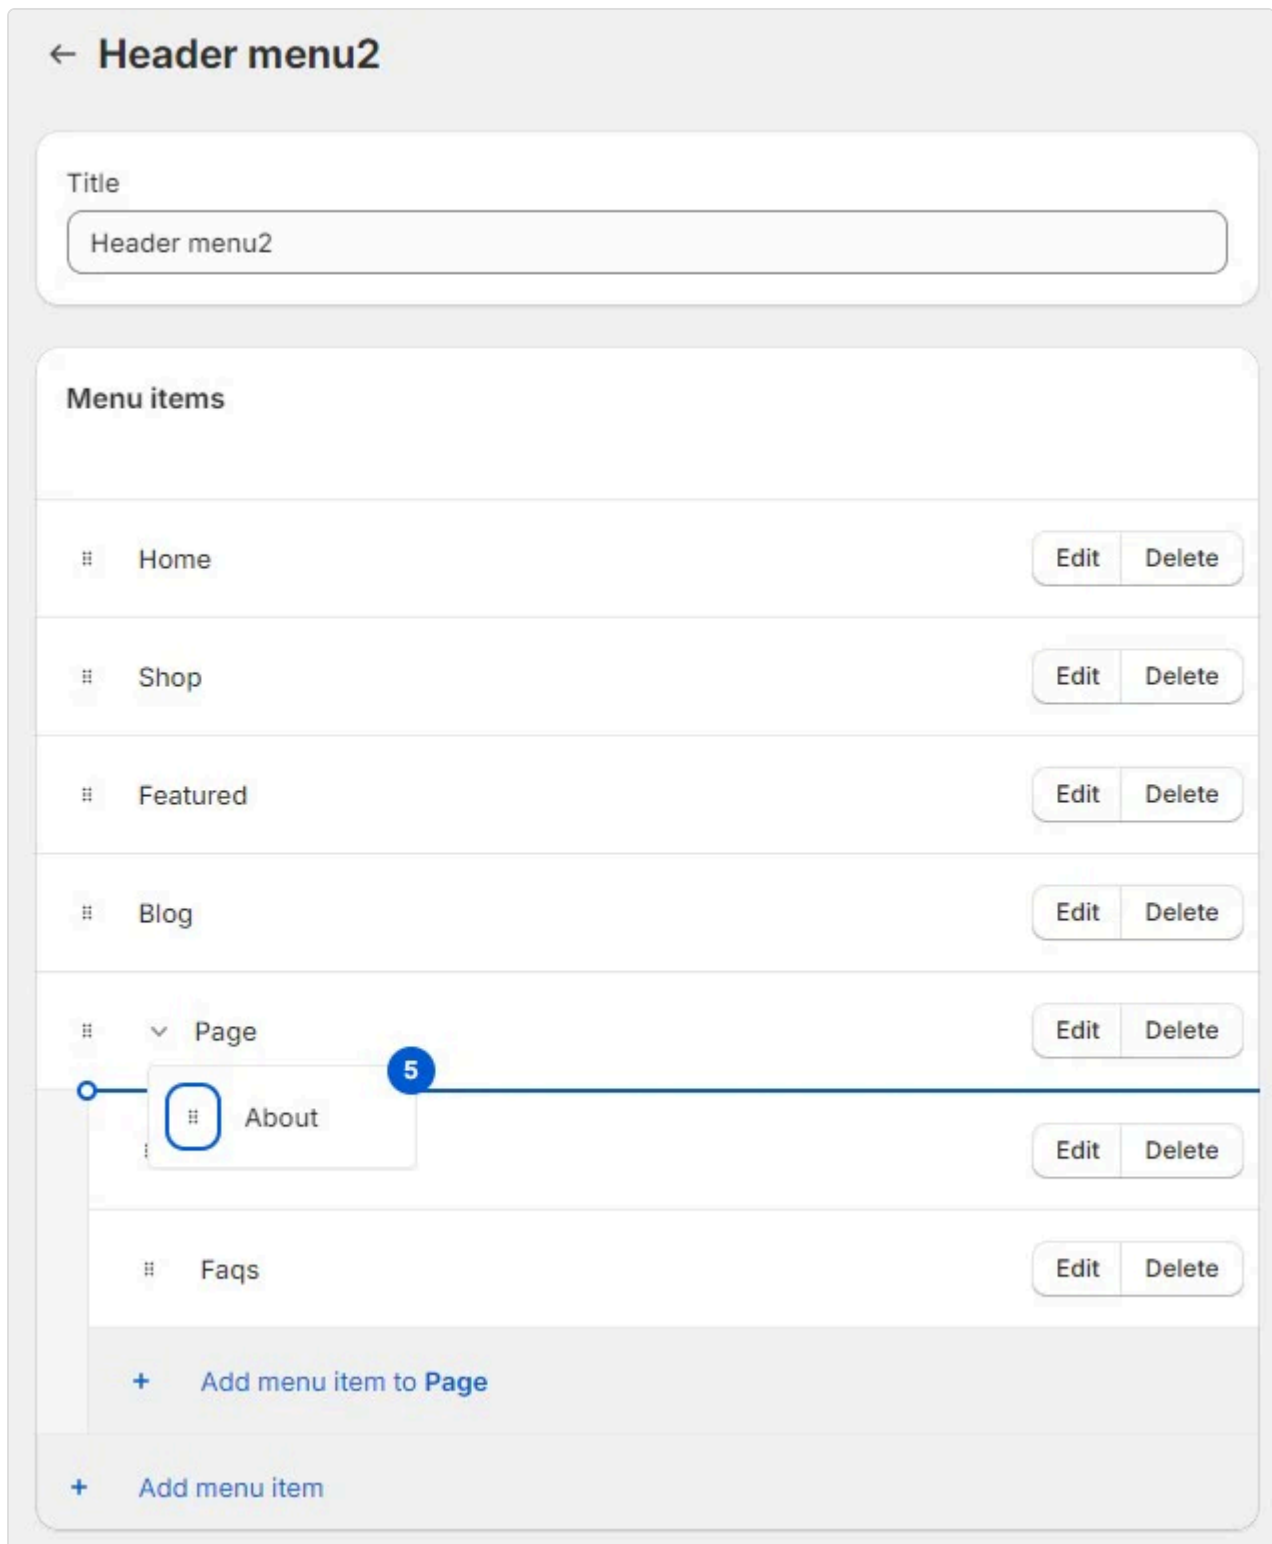 Header menu2
Title
Header menu2
Menu items
Home Edit Delete
Shop Edit Delete
Featured Edit Delete
Blog Edit Delete
Page Edit Delete
5
About
Edit Delete
Faqs Edit Delete
+ Add menu item to Page
+ Add menu item